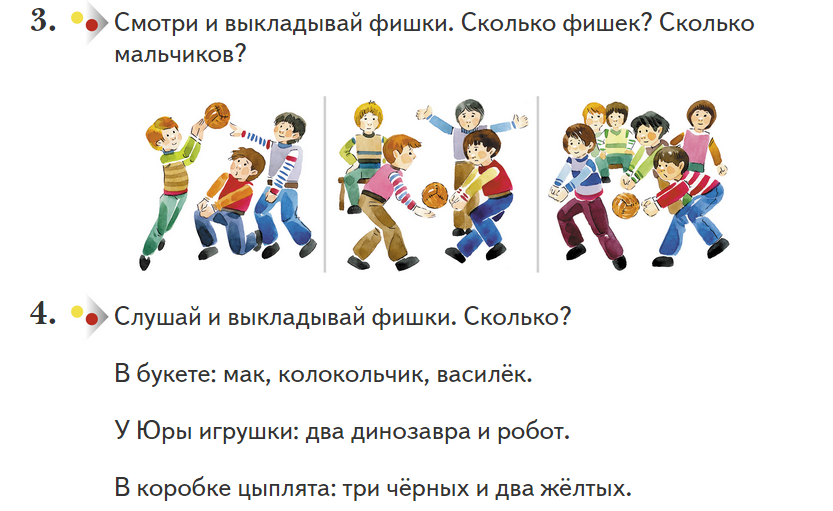 3. Смотри и выкладывай фишки. Сколько фишек? Сколько
мальчиков?
4. Слушай и выкладывай фишки. Сколько?
В букете: мак, колокольчик, василёк.
У Юры игрушки: два динозавра и робот.
В коробке цыплята: три чёрных и два жёлтых.